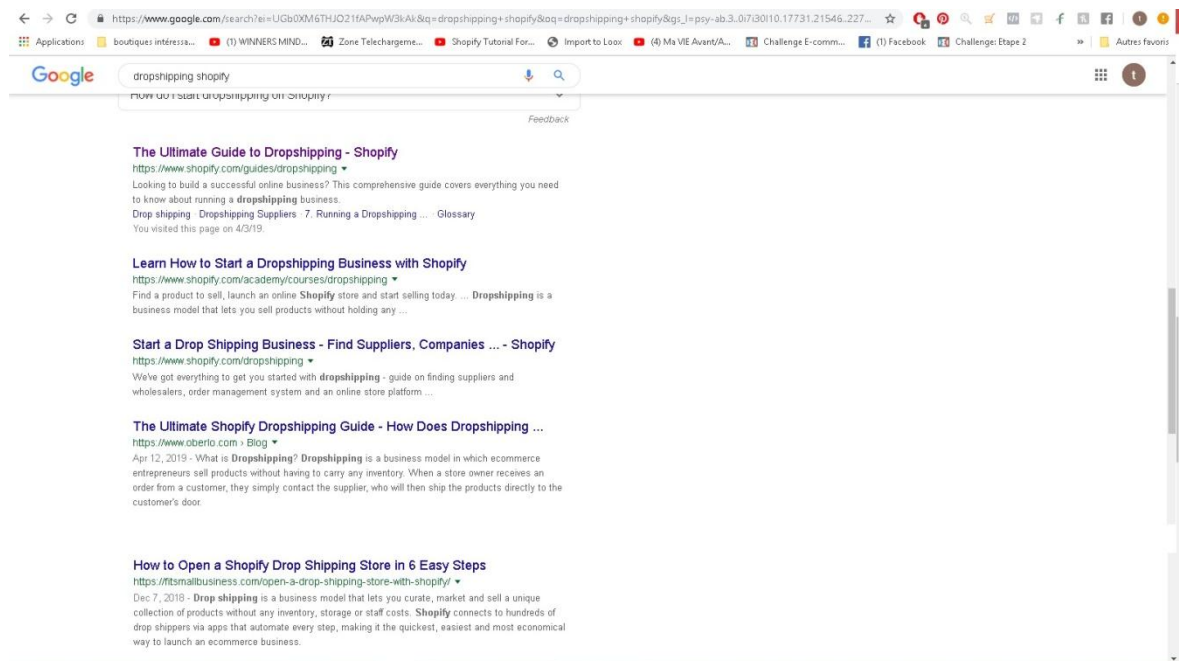 https://www.google.com/search?ei=UGb0XM6THJO21fAPwpW3kAk&q=dropshipping+shopify&oq=dropshipping+shopify&gs_l=psy-ab.3..0i7i30l10.17731.21546..227...
Applications boutiques intéressa... (1) WINNERS MIND... Zone Telechargeme... Shopify Tutorial For... Import to Loox (4) Ma VIE Avant/A... Challenge E-comm... (1) Facebook Challenge: Etape 2 » Autres favoris
Google dropshipping shopify t
How do I start dropshipping on Shopify?
Feedback
The Ultimate Guide to Dropshipping - Shopify
https://www.shopify.com/guides/dropshipping
Looking to build a successful online business? This comprehensive guide covers everything you need
to know about running a dropshipping business.
Drop shipping · Dropshipping Suppliers · 7. Running a Dropshipping ... · Glossary
You visited this page on 4/3/19.
Learn How to Start a Dropshipping Business with Shopify
https://www.shopify.com/academy/courses/dropshipping
Find a product to sell, launch an online Shopify store and start selling today. ... Dropshipping is a
business model that lets you sell products without holding any ...
Start a Drop Shipping Business - Find Suppliers, Companies ... - Shopify
https://www.shopify.com/dropshipping
We've got everything to get you started with dropshipping - guide on finding suppliers and
wholesalers, order management system and an online store platform ...
The Ultimate Shopify Dropshipping Guide - How Does Dropshipping ...
https://www.oberlo.com › Blog
Apr 12, 2019 - What is Dropshipping? Dropshipping is a business model in which ecommerce
entrepreneurs sell products without having to carry any inventory. When a store owner receives an
order from a customer, they simply contact the supplier, who will then ship the products directly to the
customer's door.
How to Open a Shopify Drop Shipping Store in 6 Easy Steps
https://fitsmallbusiness.com/open-a-drop-shipping-store-with-shopify/
Dec 7, 2018 - Drop shipping is a business model that lets you curate, market and sell a unique
collection of products without any inventory, storage or staff costs. Shopify connects to hundreds of
drop shippers via apps that automate every step, making it the quickest, easiest and most economical
way to launch an ecommerce business.